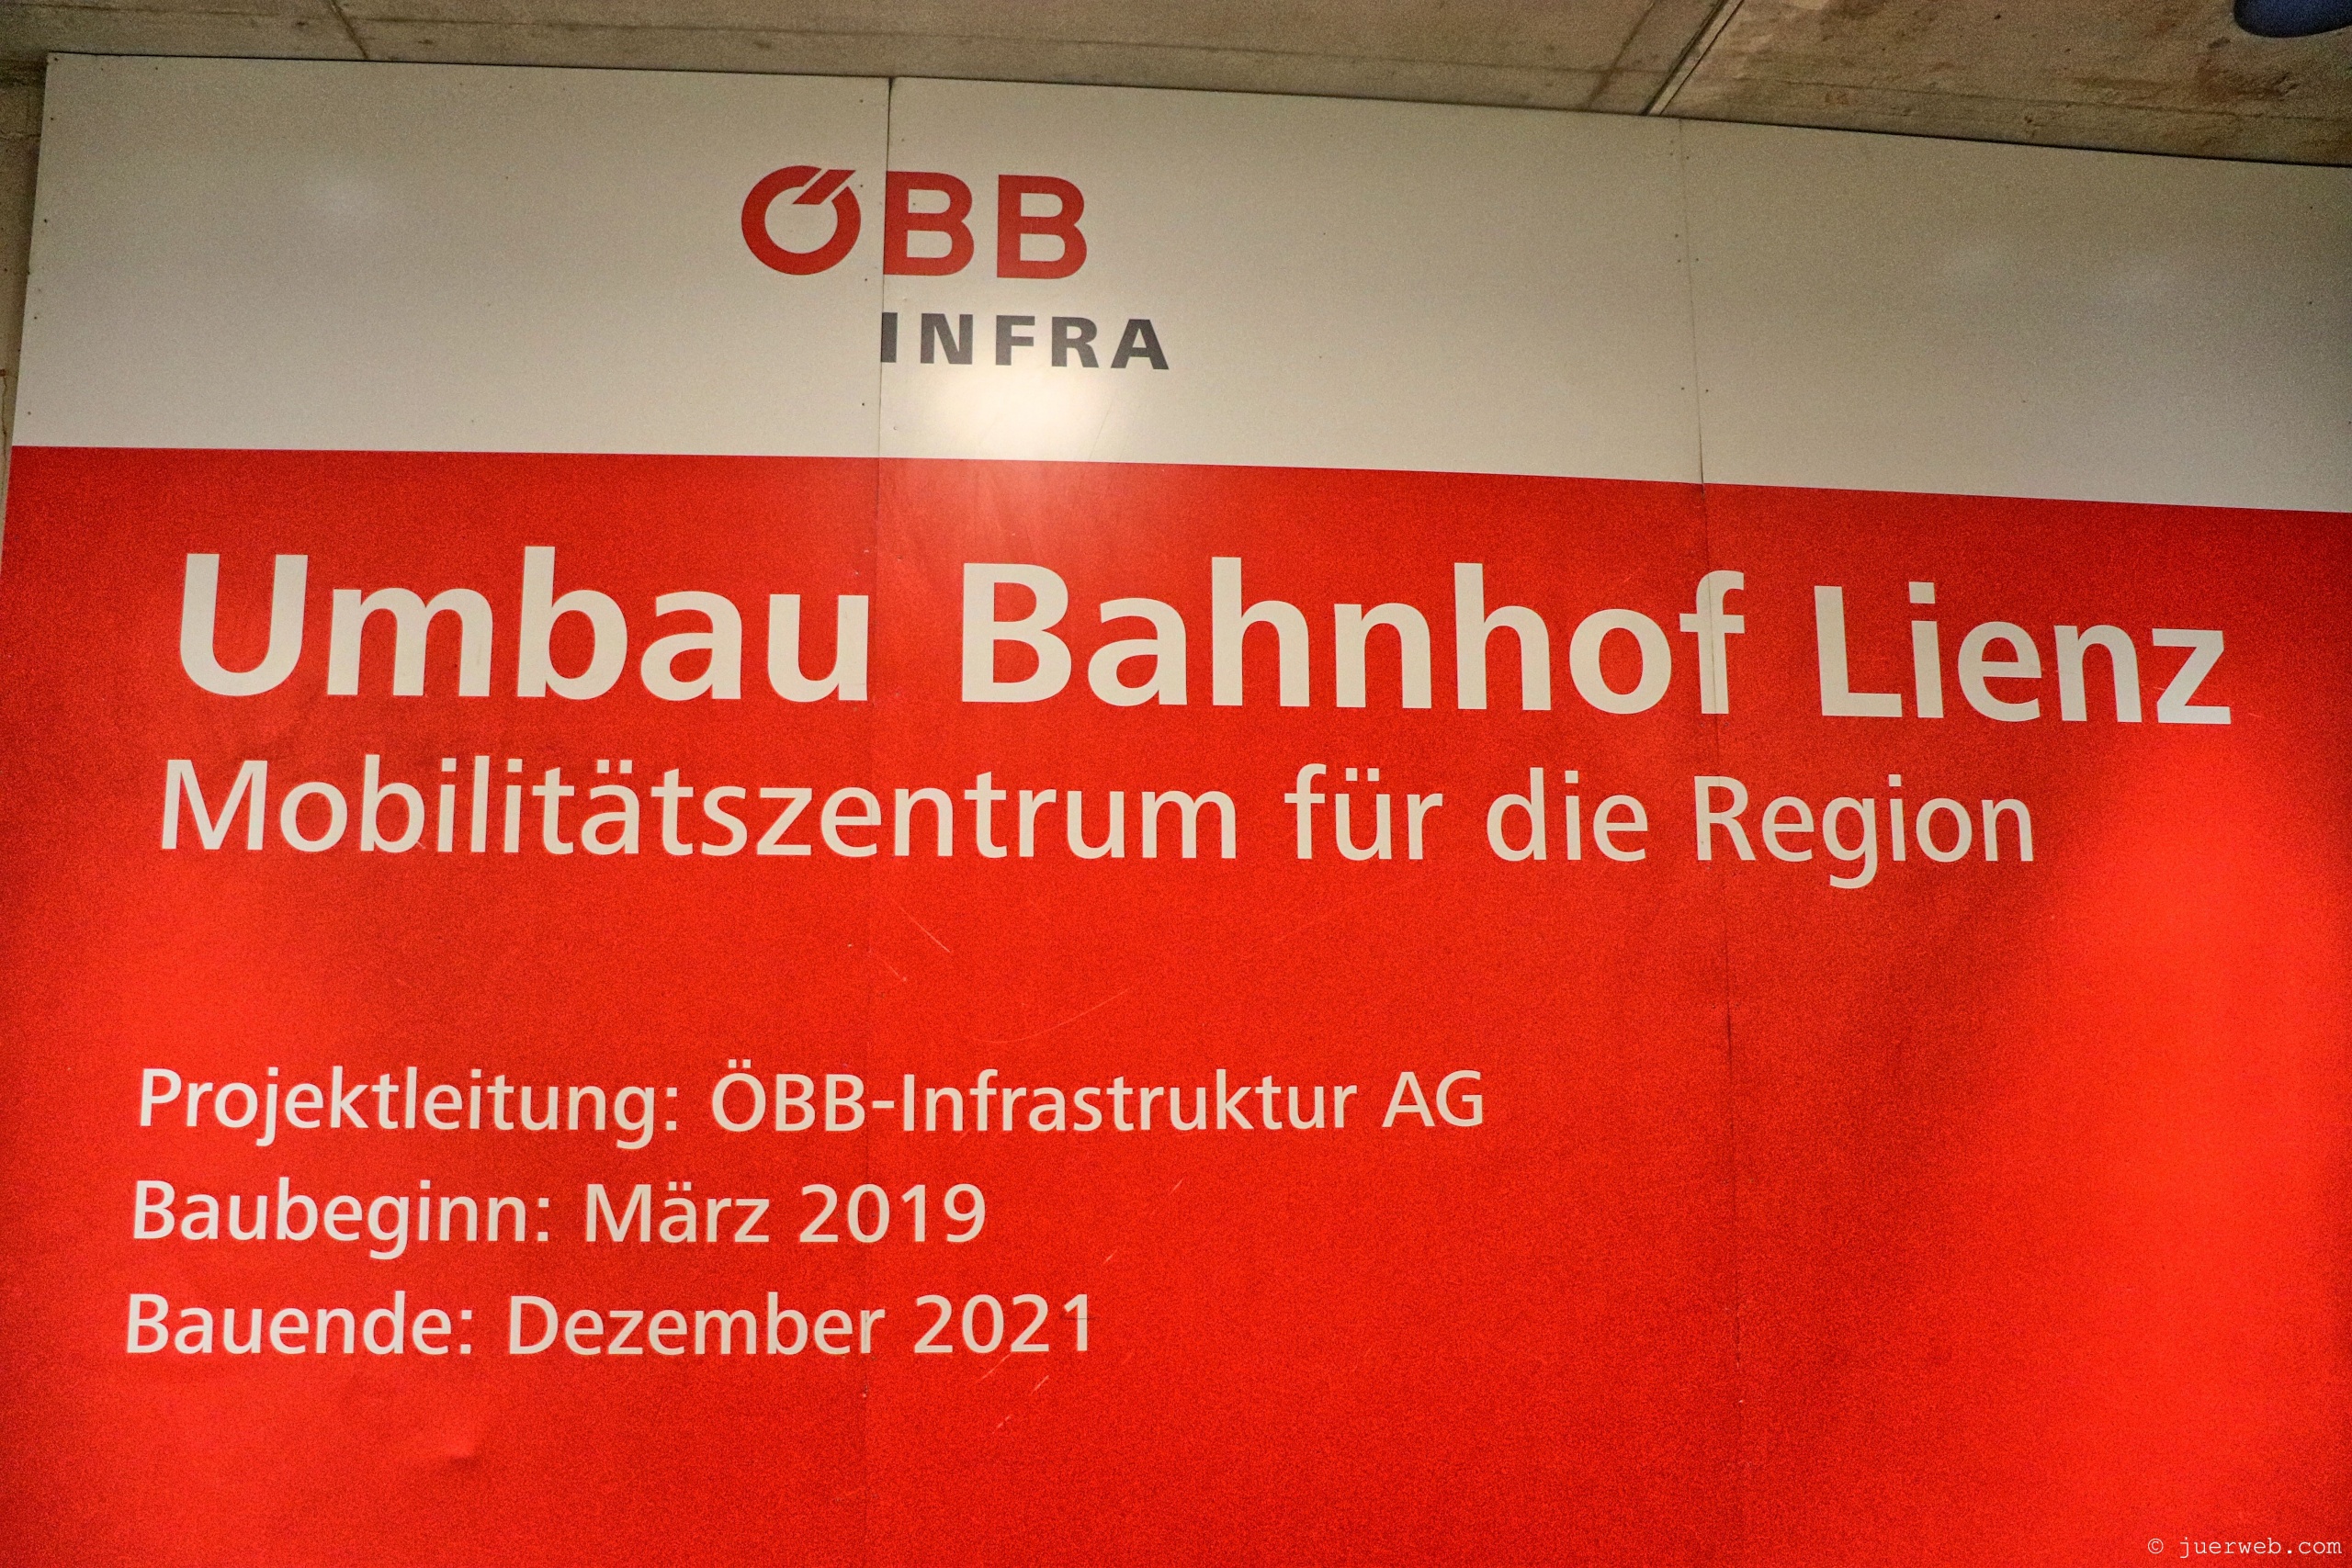 ÖBB
INFRA
Umbau Bahnhof Lienz
Mobilitätszentrum für die Region
Projektleitung: ÖBB-Infrastruktur AG
Baubeginn: März 2019
Bauende: Dezember 2021
© juerweb.com